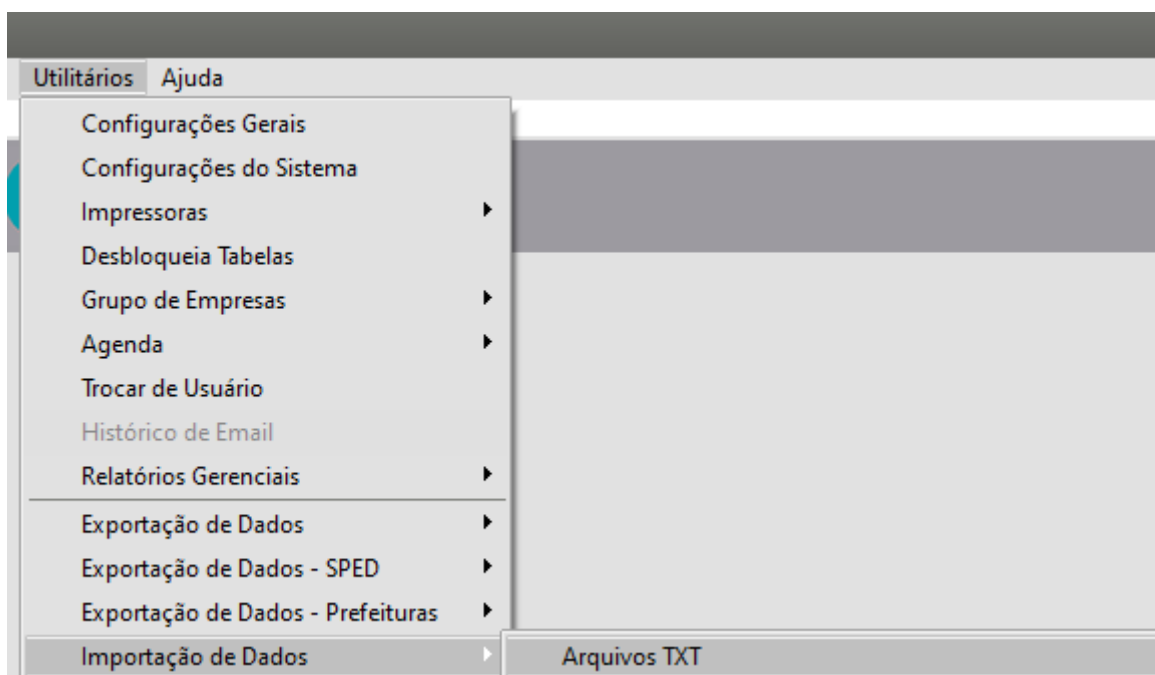 Utilitários Ajuda
Configurações Gerais
Configurações do Sistema
Impressoras
Desbloqueia Tabelas
Grupo de Empresas
Agenda
Trocar de Usuário
Histórico de Email
Relatórios Gerenciais
Exportação de Dados
Exportação de Dados - SPED
Exportação de Dados - Prefeituras
Importação de Dados Arquivos TXT